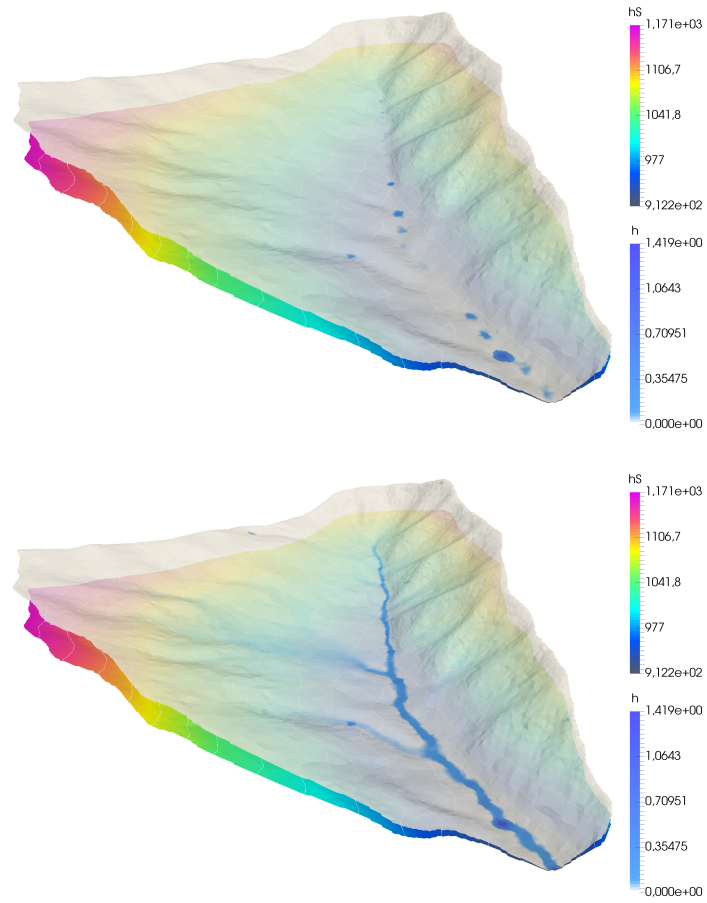 hS
1,171e+03
1106,7
1041,8
977
9,122e+02
h
1,419e+00
1,0643
0,70951
0,35475
0,000e+00
hS
1,171e+03
1106,7
1041,8
977
9,122e+02
h
1,419e+00
1,0643
0,70951
0,35475
0,000e+00